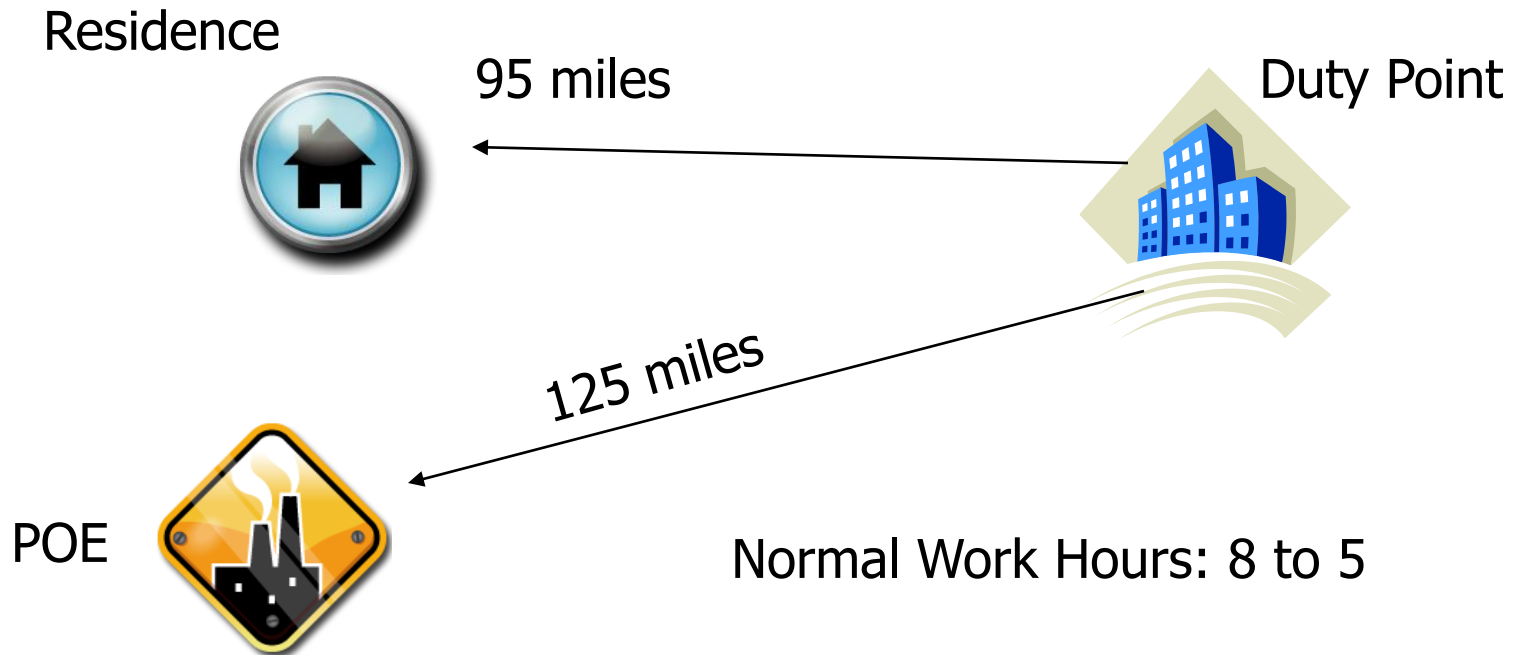 Residence
95 miles
Duty Point
125 miles
POE
Normal Work Hours: 8 to 5